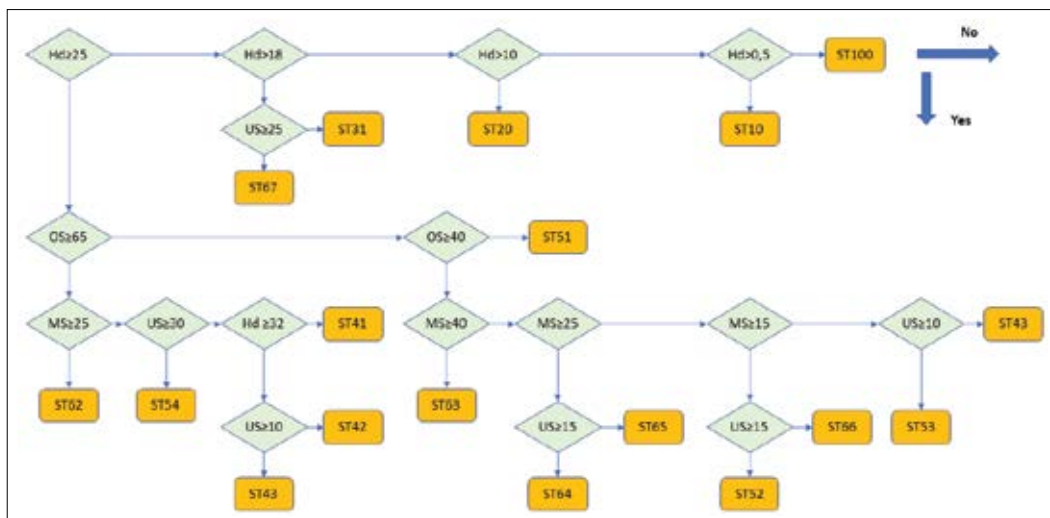 Hd≥25 Hd>18 Hd>10 Hd>0,5 ST100 No
Yes
US≥25 ST31 ST20 ST10
ST67
OS≥65 OS≥40 ST51
MS≥25 US≥30 Hd ≥32 ST41 MS≥40 MS≥25 MS≥15 US≥10 ST43
ST62 ST54 US≥10 ST42 ST63 US≥15 ST65 US≥15 ST66 ST53
ST43 ST64 ST52